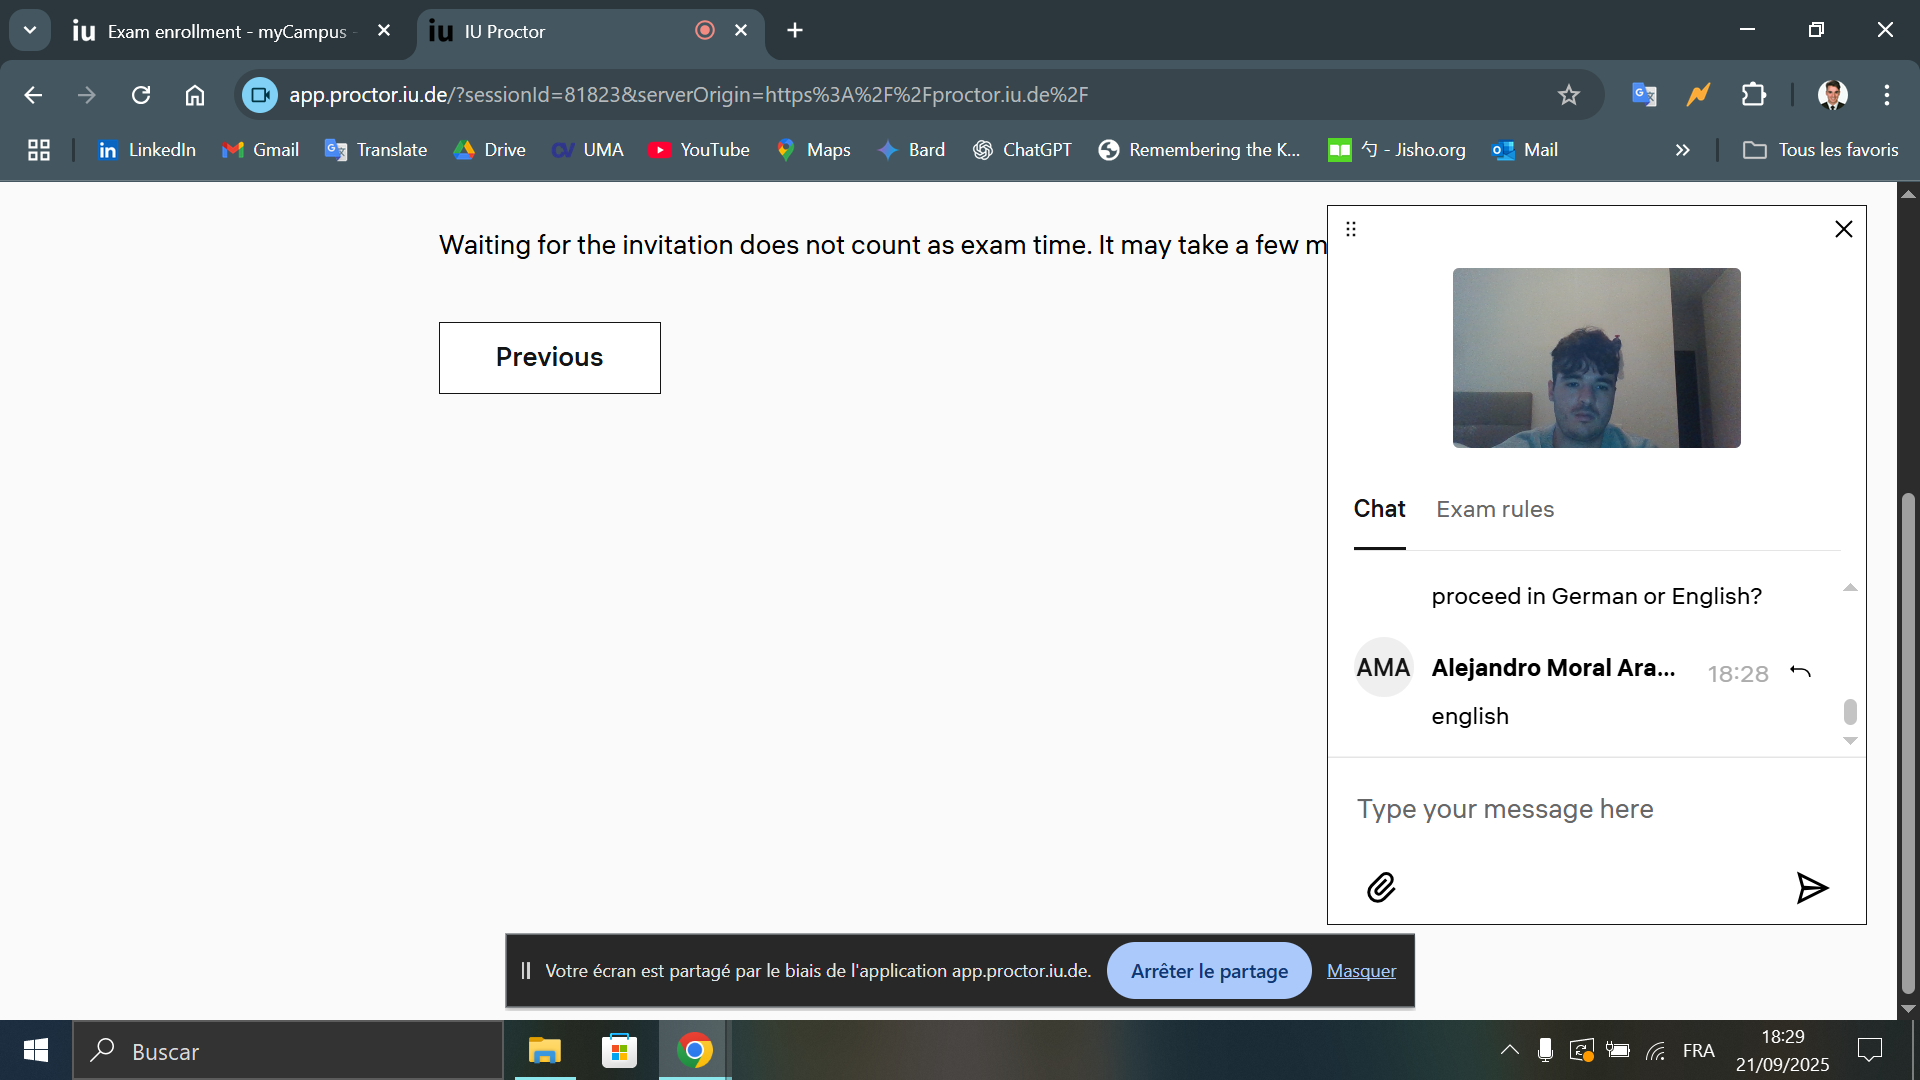 iu Exam enrollment - myCampus -
iu IU Proctor
app.proctor.iu.de/?sessionId=81823&serverOrigin=https%3A%2F%2Fproctor.iu.de%2F
LinkedIn Gmail Translate Drive UMA YouTube Maps Bard ChatGPT Remembering the K... 勺 - Jisho.org Mail Tous les favoris
Waiting for the invitation does not count as exam time. It may take a few m
Previous
Chat Exam rules
proceed in German or English?
AMA Alejandro Moral Ara... 18:28
english
Type your message here
Votre écran est partagé par le biais de l'application app.proctor.iu.de. Arrêter le partage Masquer
Buscar
FRA
18:29
21/09/2025